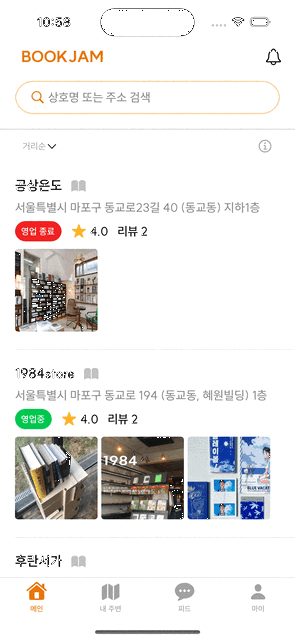 10:58
BOOKJAM
상호명 또는 주소 검색
거리순
공상온도
서울특별시 마포구 동교로23길 40 (동교동) 지하1층
영업 종료 4.0 리뷰 2
1984store
서울특별시 마포구 동교로 194 (동교동, 혜원빌딩) 1층
영업중 4.0 리뷰 2
1984
후란서가
메인 내 주변 피드 마이